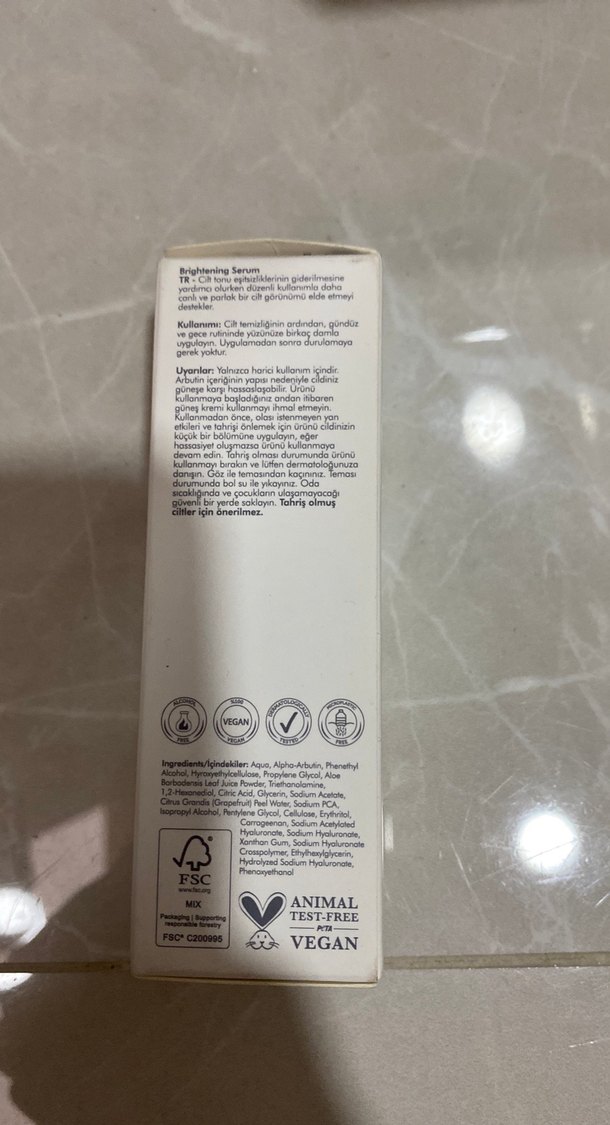 Brightening Serum
TR - Cilt tonu eşitsizliklerinin giderilmesine
yardımcı olurken düzenli kullanımla daha
canlı ve parlak bir cilt görünümü elde etmeyi
destekler.
Kullanımı: Cilt temizliğinin ardından, gündüz
ve gece rutininde yüzünüze birkaç damla
uygulayın. Uygulamadan sonra durulamaya
gerek yoktur.
Uyarılar: Yalnızca harici kullanım içindir.
Arbutin içeriğinin yapısı nedeniyle cildiniz
güneşe karşı hassaslaşabilir. Ürünü
kullanmaya başladığınız andan itibaren
güneş kremi kullanmayı ihmal etmeyin.
Kullanmadan önce, olası istenmeyen yan
etkileri ve tahrişi önlemek için ürünü cildinizin
küçük bir bölümüne uygulayın, eğer
hassasiyet oluşmazsa ürünü kullanmaya
devam edin. Tahriş olması durumunda ürünü
kullanmayı bırakın ve lütfen dermatoloğunuza
danışın. Göz ile temasından kaçınınız. Teması
durumunda bol su ile yıkayınız. Oda
sıcaklığında ve çocukların ulaşamayacağı
güvenli bir yerde saklayın. Tahriş olmuş
ciltler için önerilmez.
ALCOHOL
FREE
%100
VEGAN
VEGAN
DERMATOLOGICALLY
TESTED
MICROPLASTIC
FREE
Ingredients/İçindekiler: Aqua, Alpha-Arbutin, Phenethyl
Alcohol, Hyroxyethylcellulose, Propylene Glycol, Aloe
Barbadensis Leaf Juice Powder, Triethanolamine,
1,2-Hexanediol, Citric Acid, Glycerin, Sodium Acetate,
Citrus Grandis (Grapefruit) Peel Water, Sodium PCA,
Isopropyl Alcohol, Pentylene Glycol, Cellulose, Erythritol,
Carrageenan, Sodium Acetylated
Hyaluronate, Sodium Hyaluronate,
Xanthan Gum, Sodium Hyaluronate
Crosspolymer, Ethylhexylglycerin,
Hydrolyzed Sodium Hyaluronate,
Phenoxyethanol
FSC
www.fsc.org
MIX
Packaging | Supporting
responsible forestry
FSC® C200995
ANIMAL
TEST-FREE
PETA
VEGAN